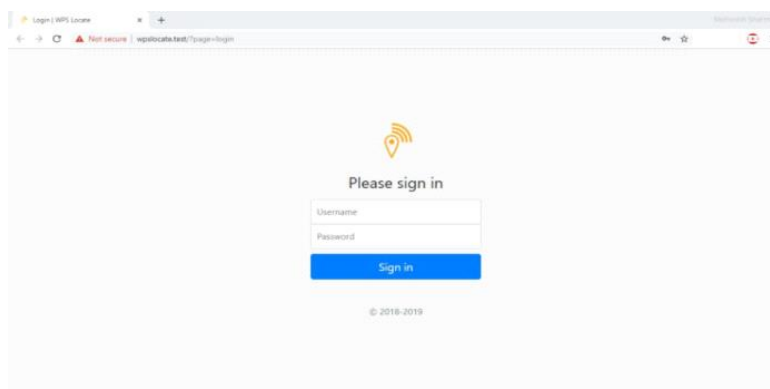 Login | WPS Locate
Not secure | wpslocate.test/?page=login
Please sign in
Username
Password
Sign in
© 2018-2019